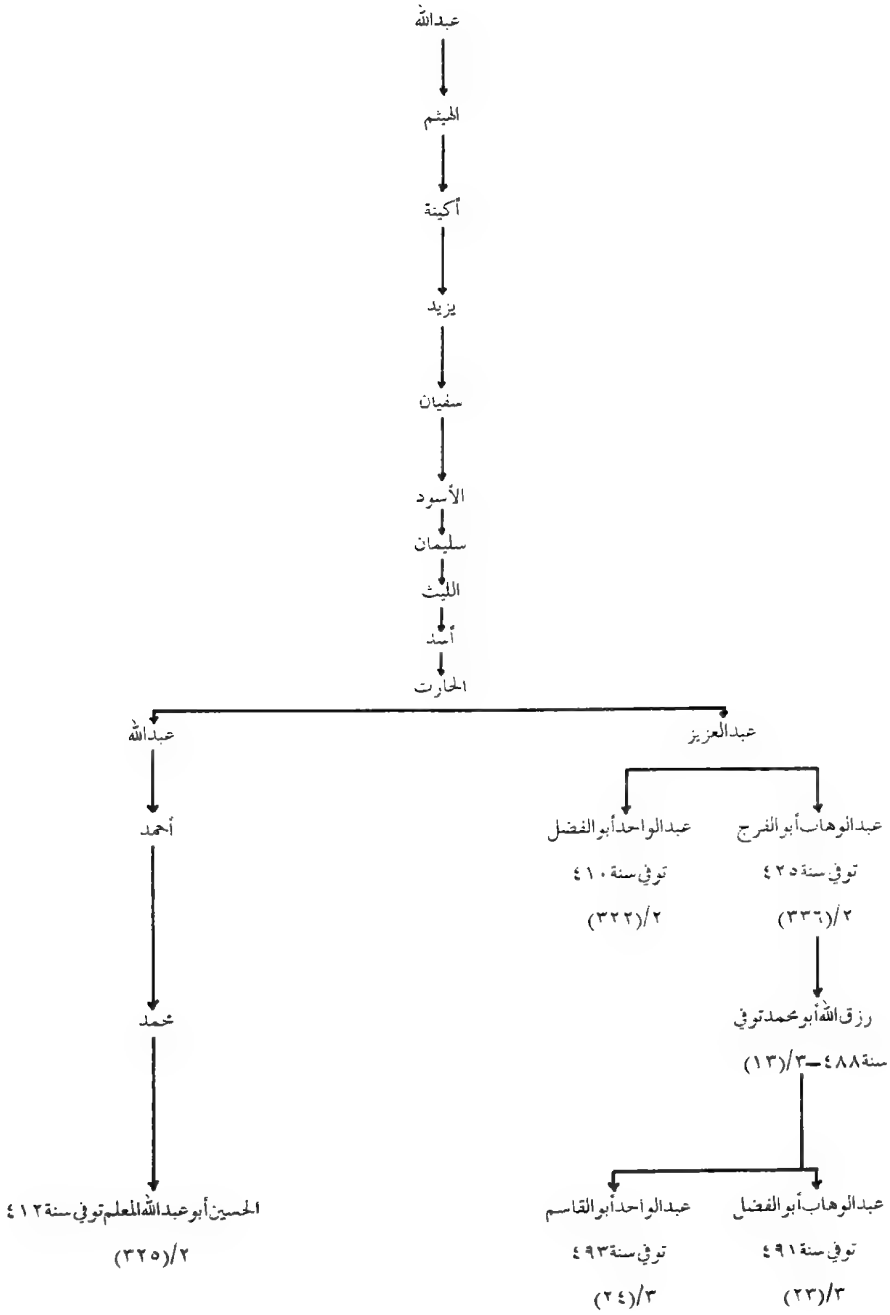 عبدالله
الهيثم
أكينة
يزيد
سفيان
الأسود
سليمان
الليث
أسد
الحارث
عبدالعزيز
عبدالله
عبدالوهاب أبو الفرج
توفي سنة ٤٢٥
٢/(٣٣٦)
عبدالواحد أبو الفضل
توفي سنة ٤١٠
٢/(٣٢٢)
أحمد
رزق الله أبو محمد توفي
سنة ٤٨٨ـ ٣/(١٣)
محمد
عبدالوهاب أبو الفضل
توفي سنة ٤٩١
٣/(٢٣)
عبدالواحد أبو القاسم
توفي سنة ٤٩٣
٣/(٢٤)
الحسين أبو عبدالله المعلم توفي سنة ٤١٢
٢/(٣٢٥)